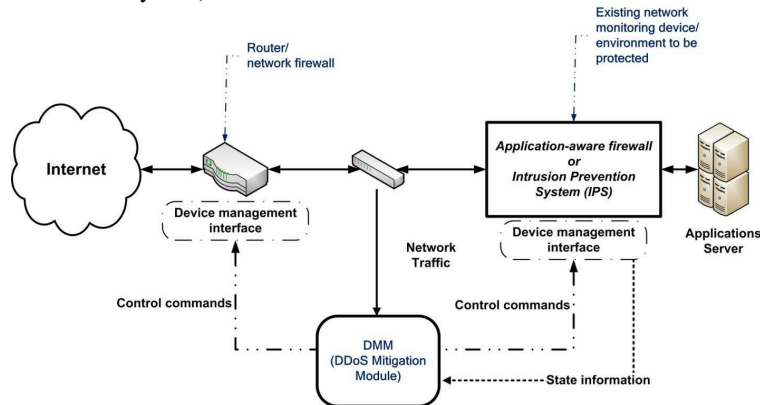 Existing network
monitoring device/
environment to be
protected
Router/
network firewall
Internet
Application-aware firewall
or
Intrusion Prevention
System (IPS)
Device management
interface
Device management
interface
Applications
Server
Network
Traffic
Control commands
Control commands
DMM
(DDoS Mitigation
Module)
State information